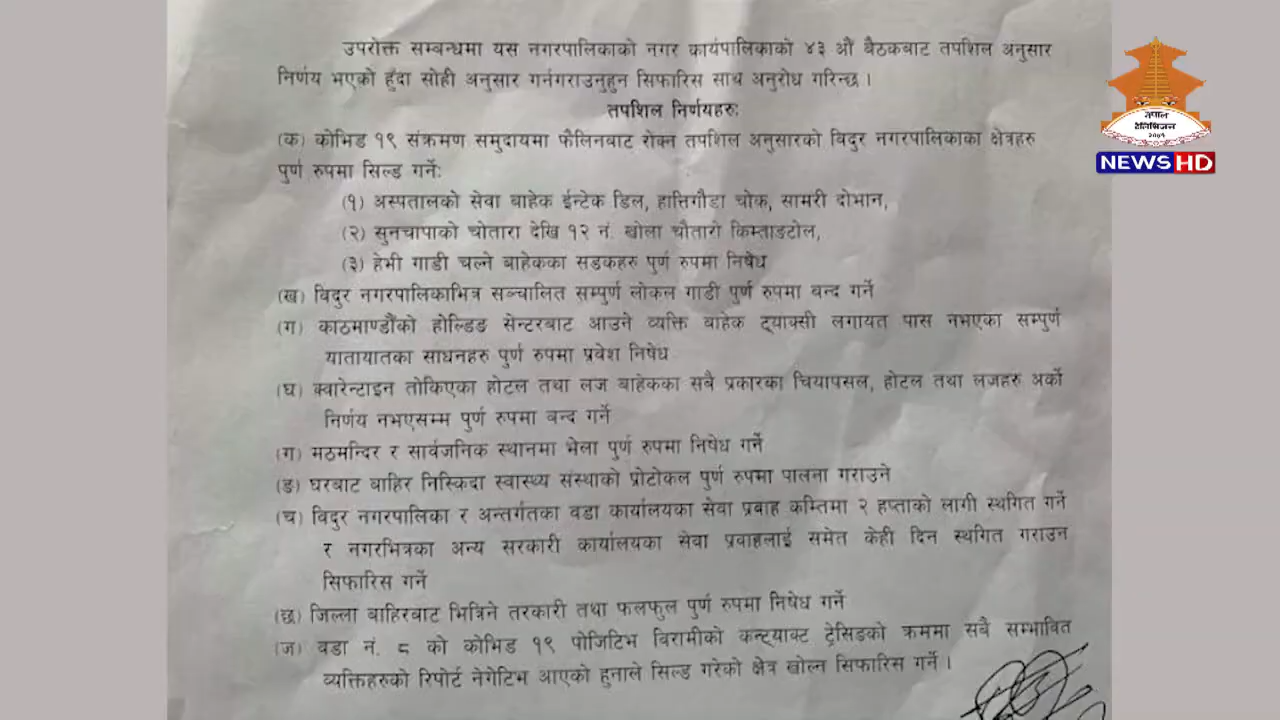 उपरोक्त सम्बन्धमा यस नगरपालिकाको नगर कार्यपालिकाको ४३ औं बैठकबाट तपशिल अनुसार
निर्णय भएको हुँदा सोही अनुसार गर्नगराउनुहुन सिफारिस साथ अनुरोध गरिन्छ ।
तपशिल निर्णयहरुः
(क) कोभिड १९ संक्रमण समुदायमा फैलिनबाट रोक्न तपशिल अनुसारको विदुर नगरपालिकाका क्षेत्रहरु
पुर्ण रुपमा सिल्ड गर्नेः
(१) अस्पतालको सेवा बाहेक ईन्टेक डिल, हात्तिगौडा चोक, सामरी दोभान,
(२) सुनचापाको चोतारा देखि १२ नं. खोला चौतारो किम्ताङटोल,
(३) हेभी गाडी चल्ने बाहेकका सडकहरु पुर्ण रुपमा निषेध
(ख) विदुर नगरपालिकाभित्र सञ्चालित सम्पुर्ण लोकल गाडी पुर्ण रुपमा बन्द गर्ने
(ग) काठमाण्डौंको होल्डिङ सेन्टरबाट आउने व्यक्ति बाहेक ट्याक्सी लगायत पास नभएका सम्पुर्ण
यातायातका साधनहरु पुर्ण रुपमा प्रवेश निषेध
(घ) क्वारेन्टाइन तोकिएका होटल तथा लज बाहेकका सबै प्रकारका चियापसल, होटल तथा लजहरु अर्को
निर्णय नभएसम्म पुर्ण रुपमा बन्द गर्ने
(ग) मठमन्दिर र सार्वजनिक स्थानमा भेला पुर्ण रुपमा निषेध गर्ने
(ङ) घरबाट बाहिर निस्किदा स्वास्थ्य संस्थाको प्रोटोकल पुर्ण रुपमा पालना गराउने
(च) विदुर नगरपालिका र अन्तर्गतका वडा कार्यालयका सेवा प्रवाह कम्तिमा २ हप्ताको लागी स्थगित गर्ने
र नगरभित्रका अन्य सरकारी कार्यालयका सेवा प्रवाहलाई समेत केही दिन स्थगित गराउन
सिफारिस गर्ने
(छ) जिल्ला बाहिरबाट भित्रिने तरकारी तथा फलफुल पुर्ण रुपमा निषेध गर्ने
(ज) वडा नं. ८ को कोभिड १९ पोजिटिभ विरामीको कन्ट्याक्ट ट्रेसिङको क्रममा सबै सम्भावित
व्यक्तिहरुको रिपोर्ट नेगेटिभ आएको हुनाले सिल्ड गरेको क्षेत्र खोल्न सिफारिस गर्ने ।
नेपाल
टेलिभिजन
२०४१
NEWS HD